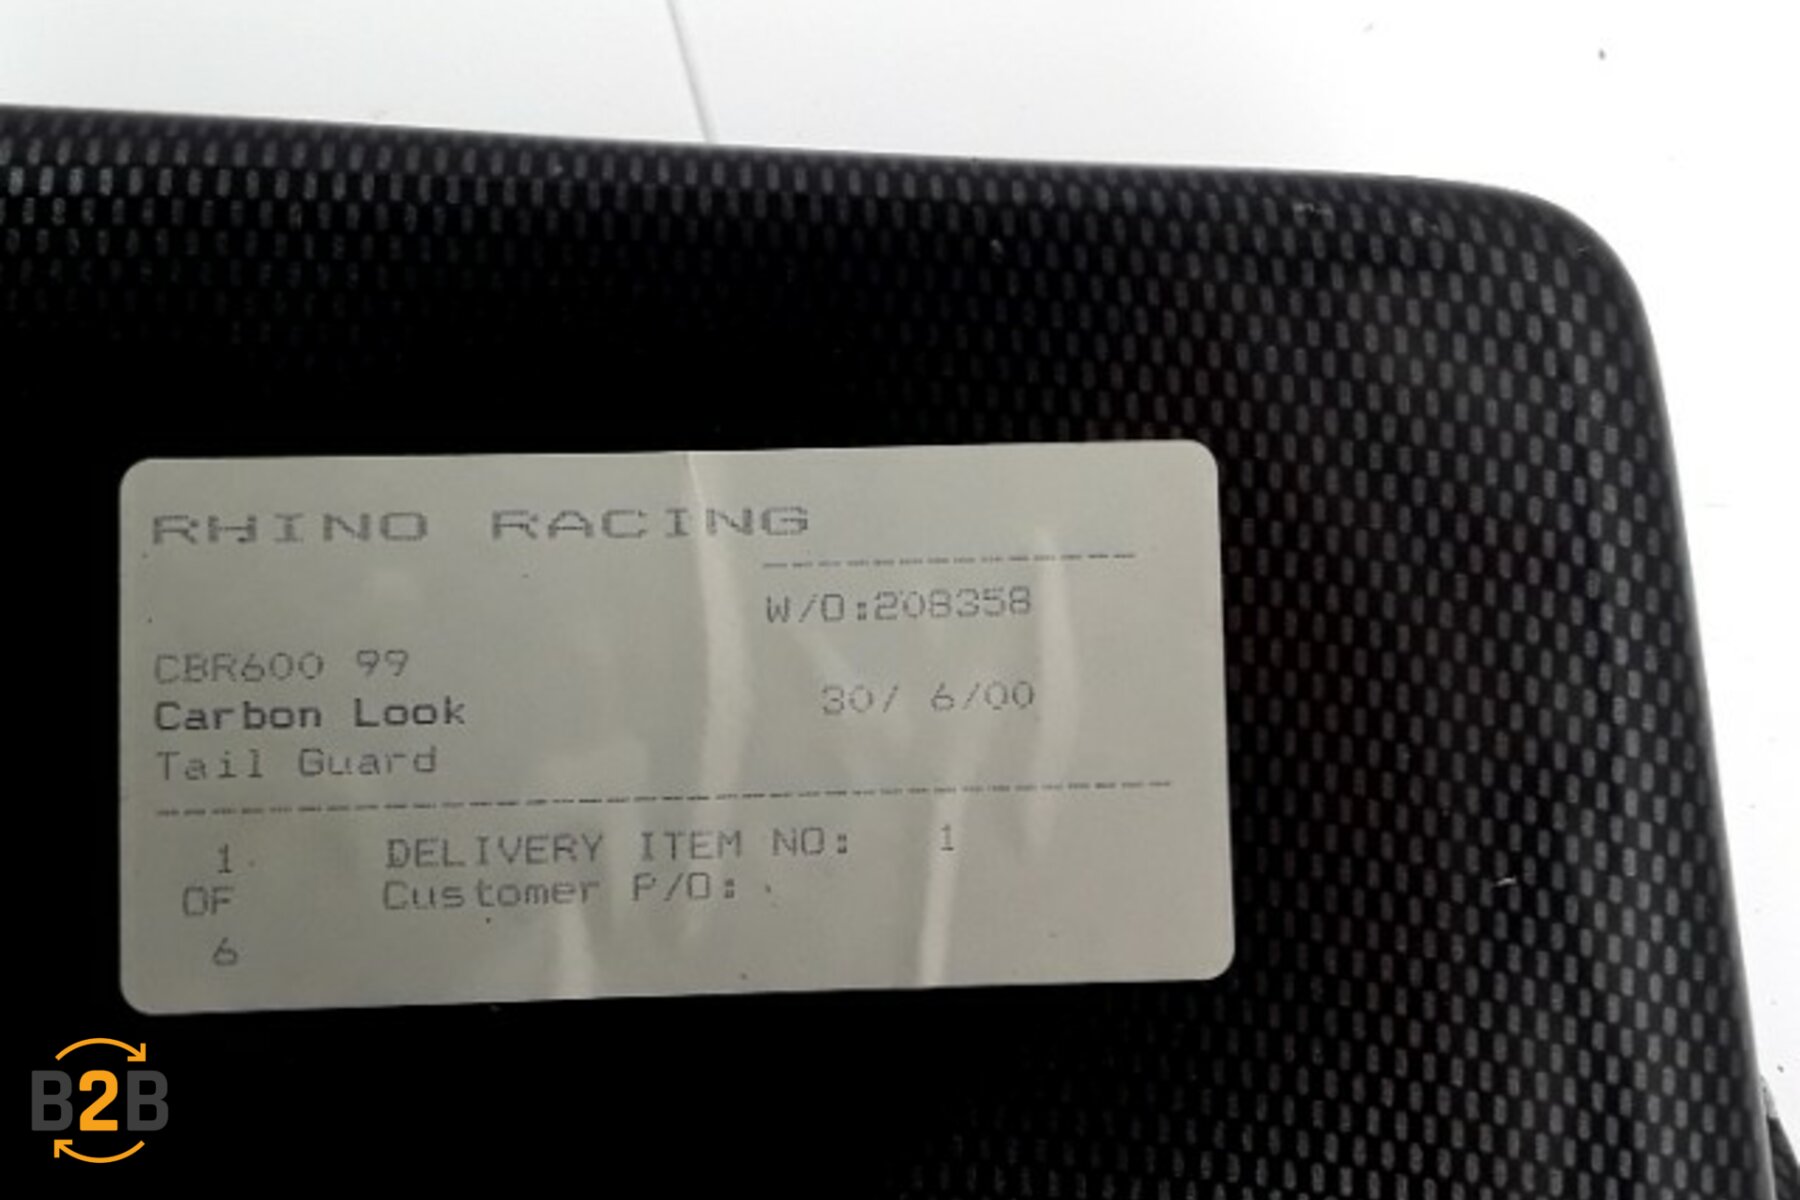 RHINO RACING
W/O:208358
CBR600 99
30/ 6/00
Carbon Look
Tail Guard
1 DELIVERY ITEM NO: 1
OF Customer P/O: .
6
B2B